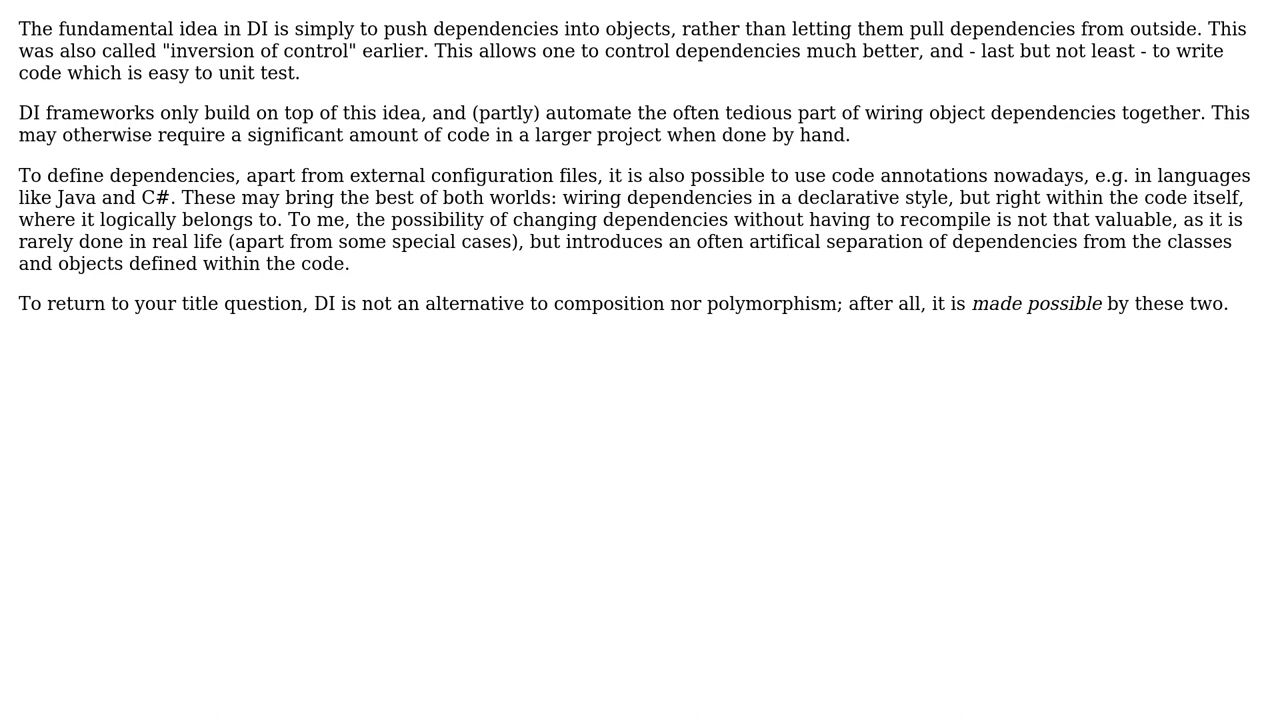 The fundamental idea in DI is simply to push dependencies into objects, rather than letting them pull dependencies from outside. This
was also called "inversion of control" earlier. This allows one to control dependencies much better, and - last but not least - to write
code which is easy to unit test.
DI frameworks only build on top of this idea, and (partly) automate the often tedious part of wiring object dependencies together. This
may otherwise require a significant amount of code in a larger project when done by hand.
To define dependencies, apart from external configuration files, it is also possible to use code annotations nowadays, e.g. in languages
like Java and C#. These may bring the best of both worlds: wiring dependencies in a declarative style, but right within the code itself,
where it logically belongs to. To me, the possibility of changing dependencies without having to recompile is not that valuable, as it is
rarely done in real life (apart from some special cases), but introduces an often artifical separation of dependencies from the classes
and objects defined within the code.
To return to your title question, DI is not an alternative to composition nor polymorphism; after all, it is made possible by these two.